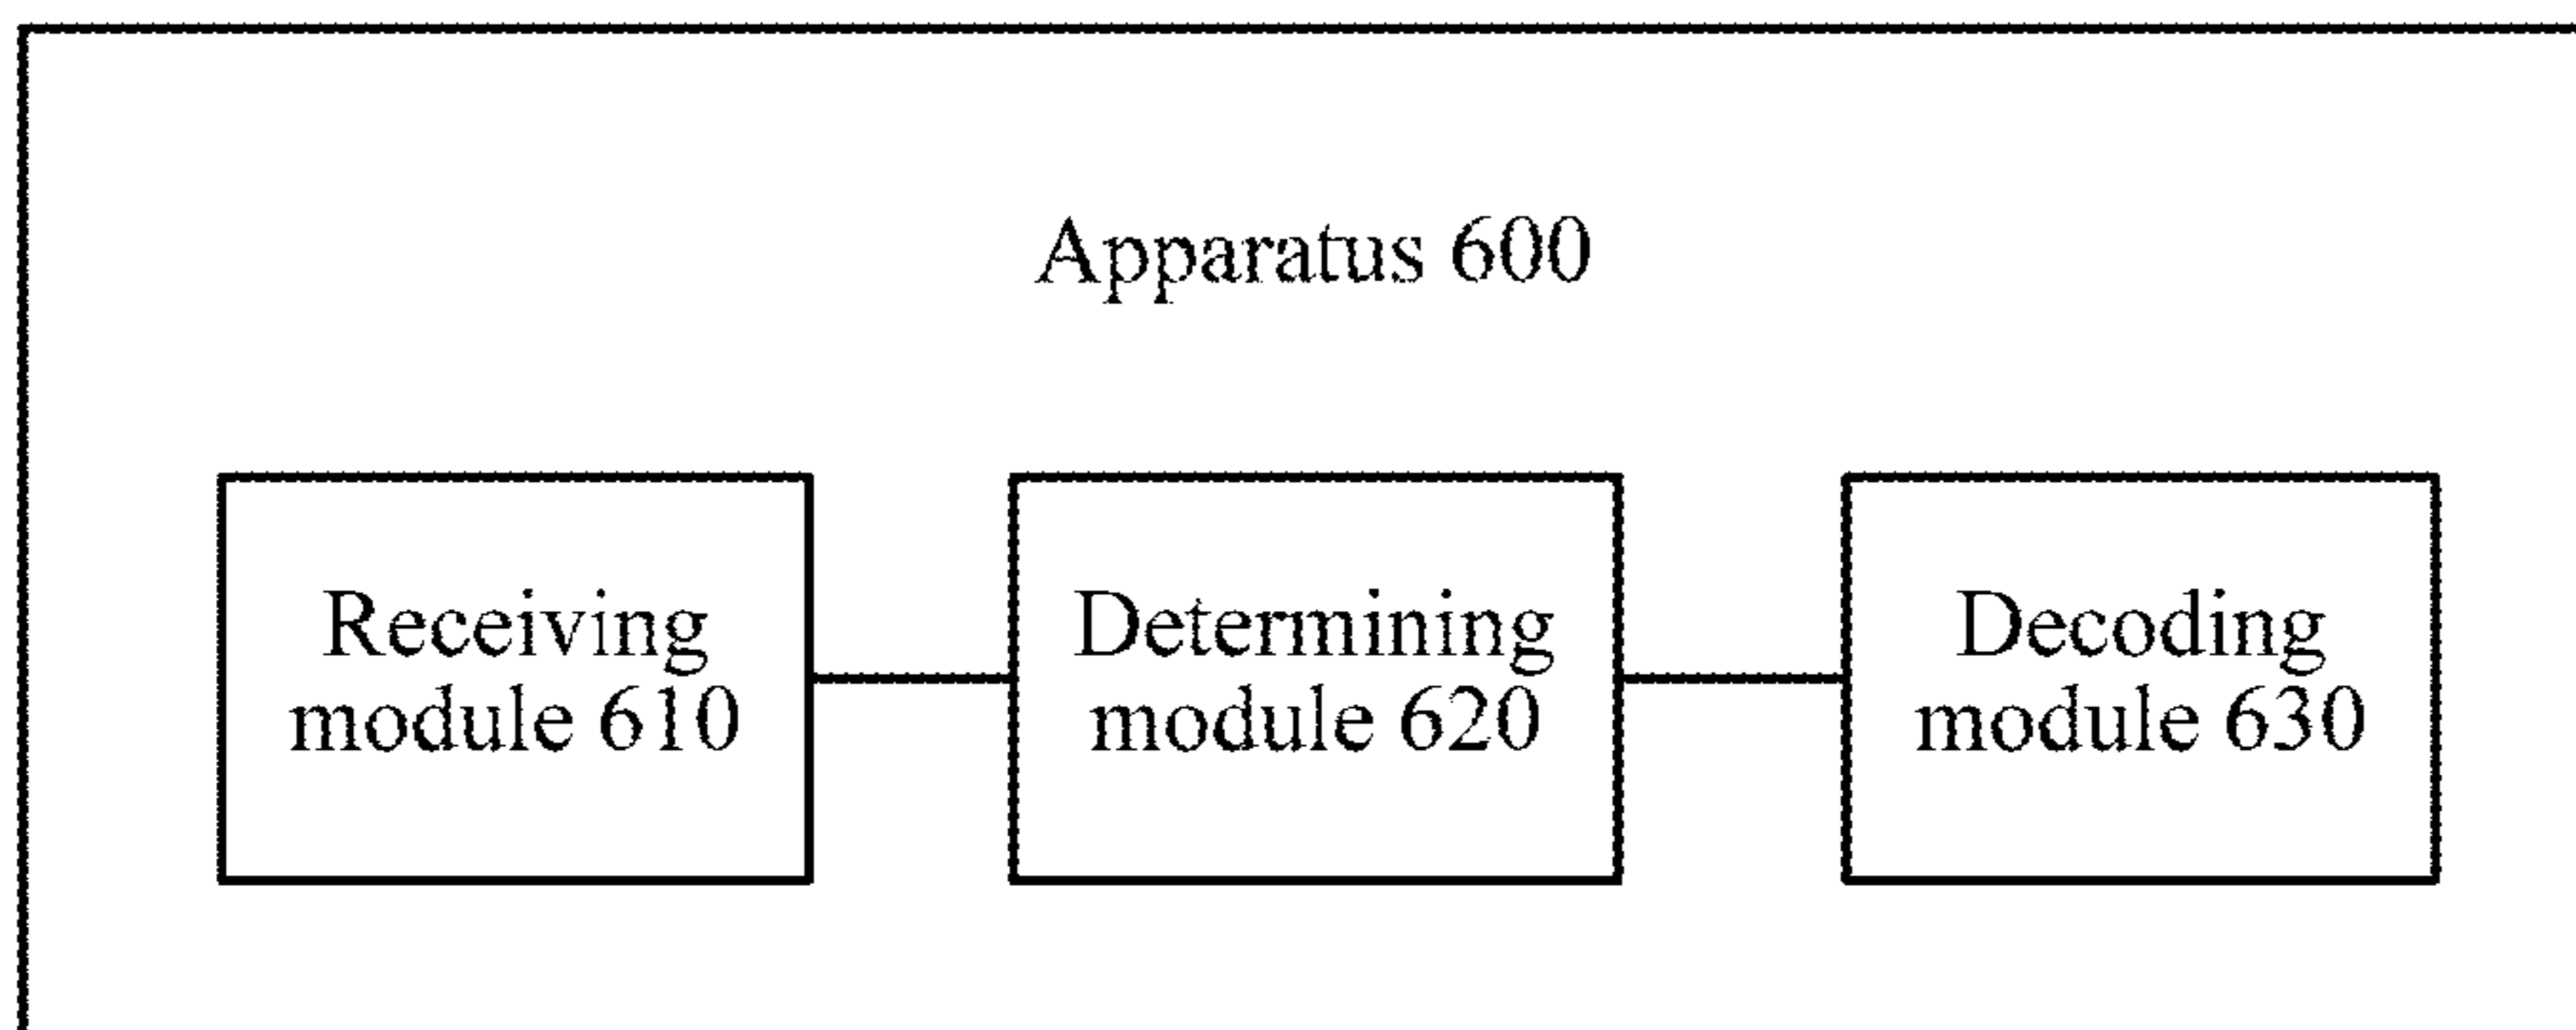 Apparatus 600
Receiving
module 610
Determining
module 620
Decoding
module 630